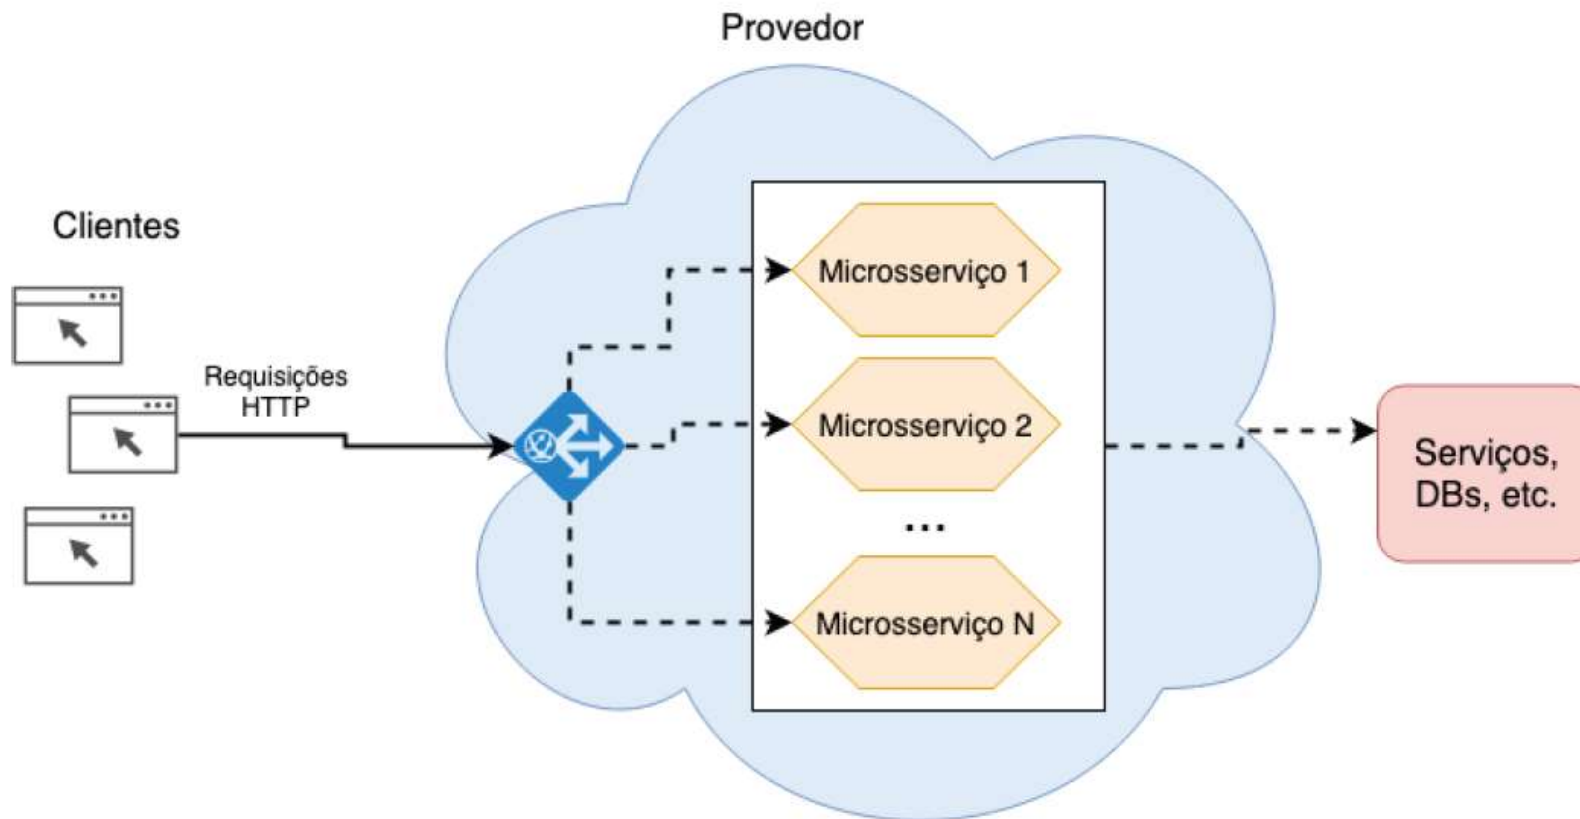 Provedor
Clientes
Requisições
HTTP
Microsserviço 1
Microsserviço 2
...
Microsserviço N
Serviços,
DBs, etc.